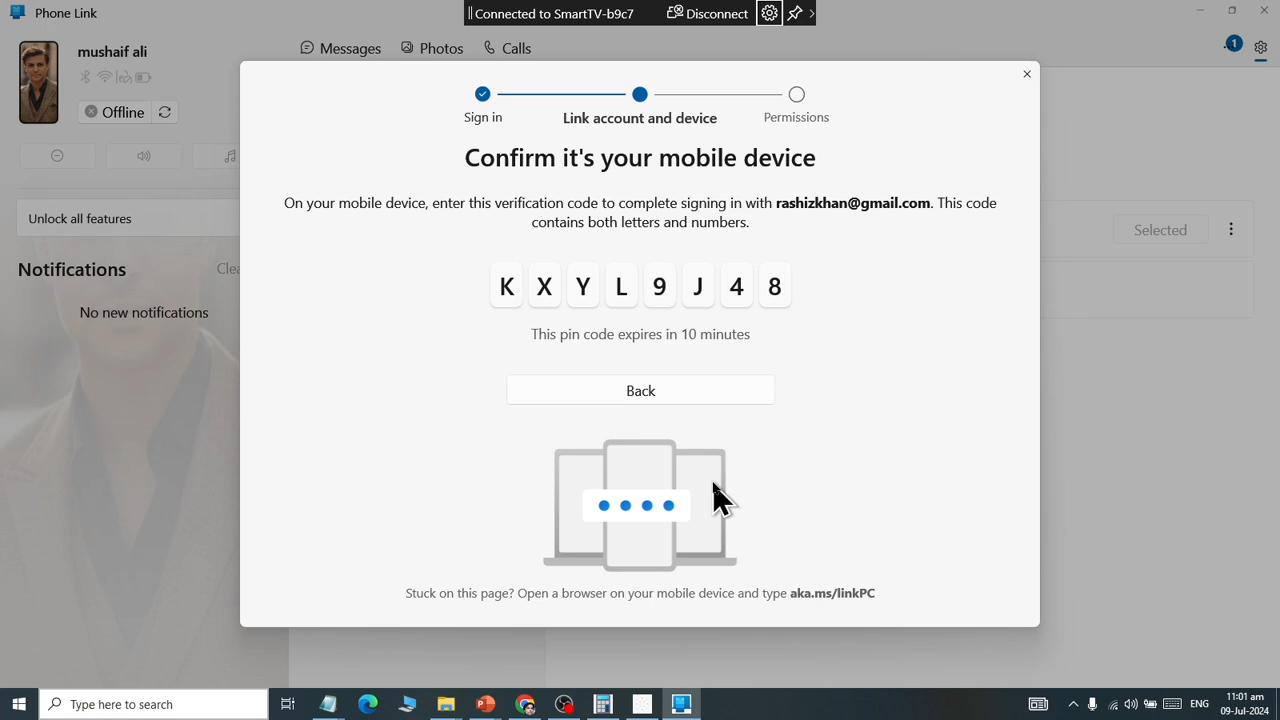 Phone Link
Connected to SmartTV-b9c7 Disconnect
mushaif ali
Messages Photos Calls
1
Offline
Sign in
Link account and device
Permissions
Confirm it's your mobile device
On your mobile device, enter this verification code to complete signing in with rashizkhan@gmail.com. This code
contains both letters and numbers.
Unlock all features
Selected
Notifications
Clea
No new notifications
K X Y L 9 J 4 8
This pin code expires in 10 minutes
Back
Stuck on this page? Open a browser on your mobile device and type aka.ms/linkPC
Type here to search
ENG
11:01 am
09-Jul-2024